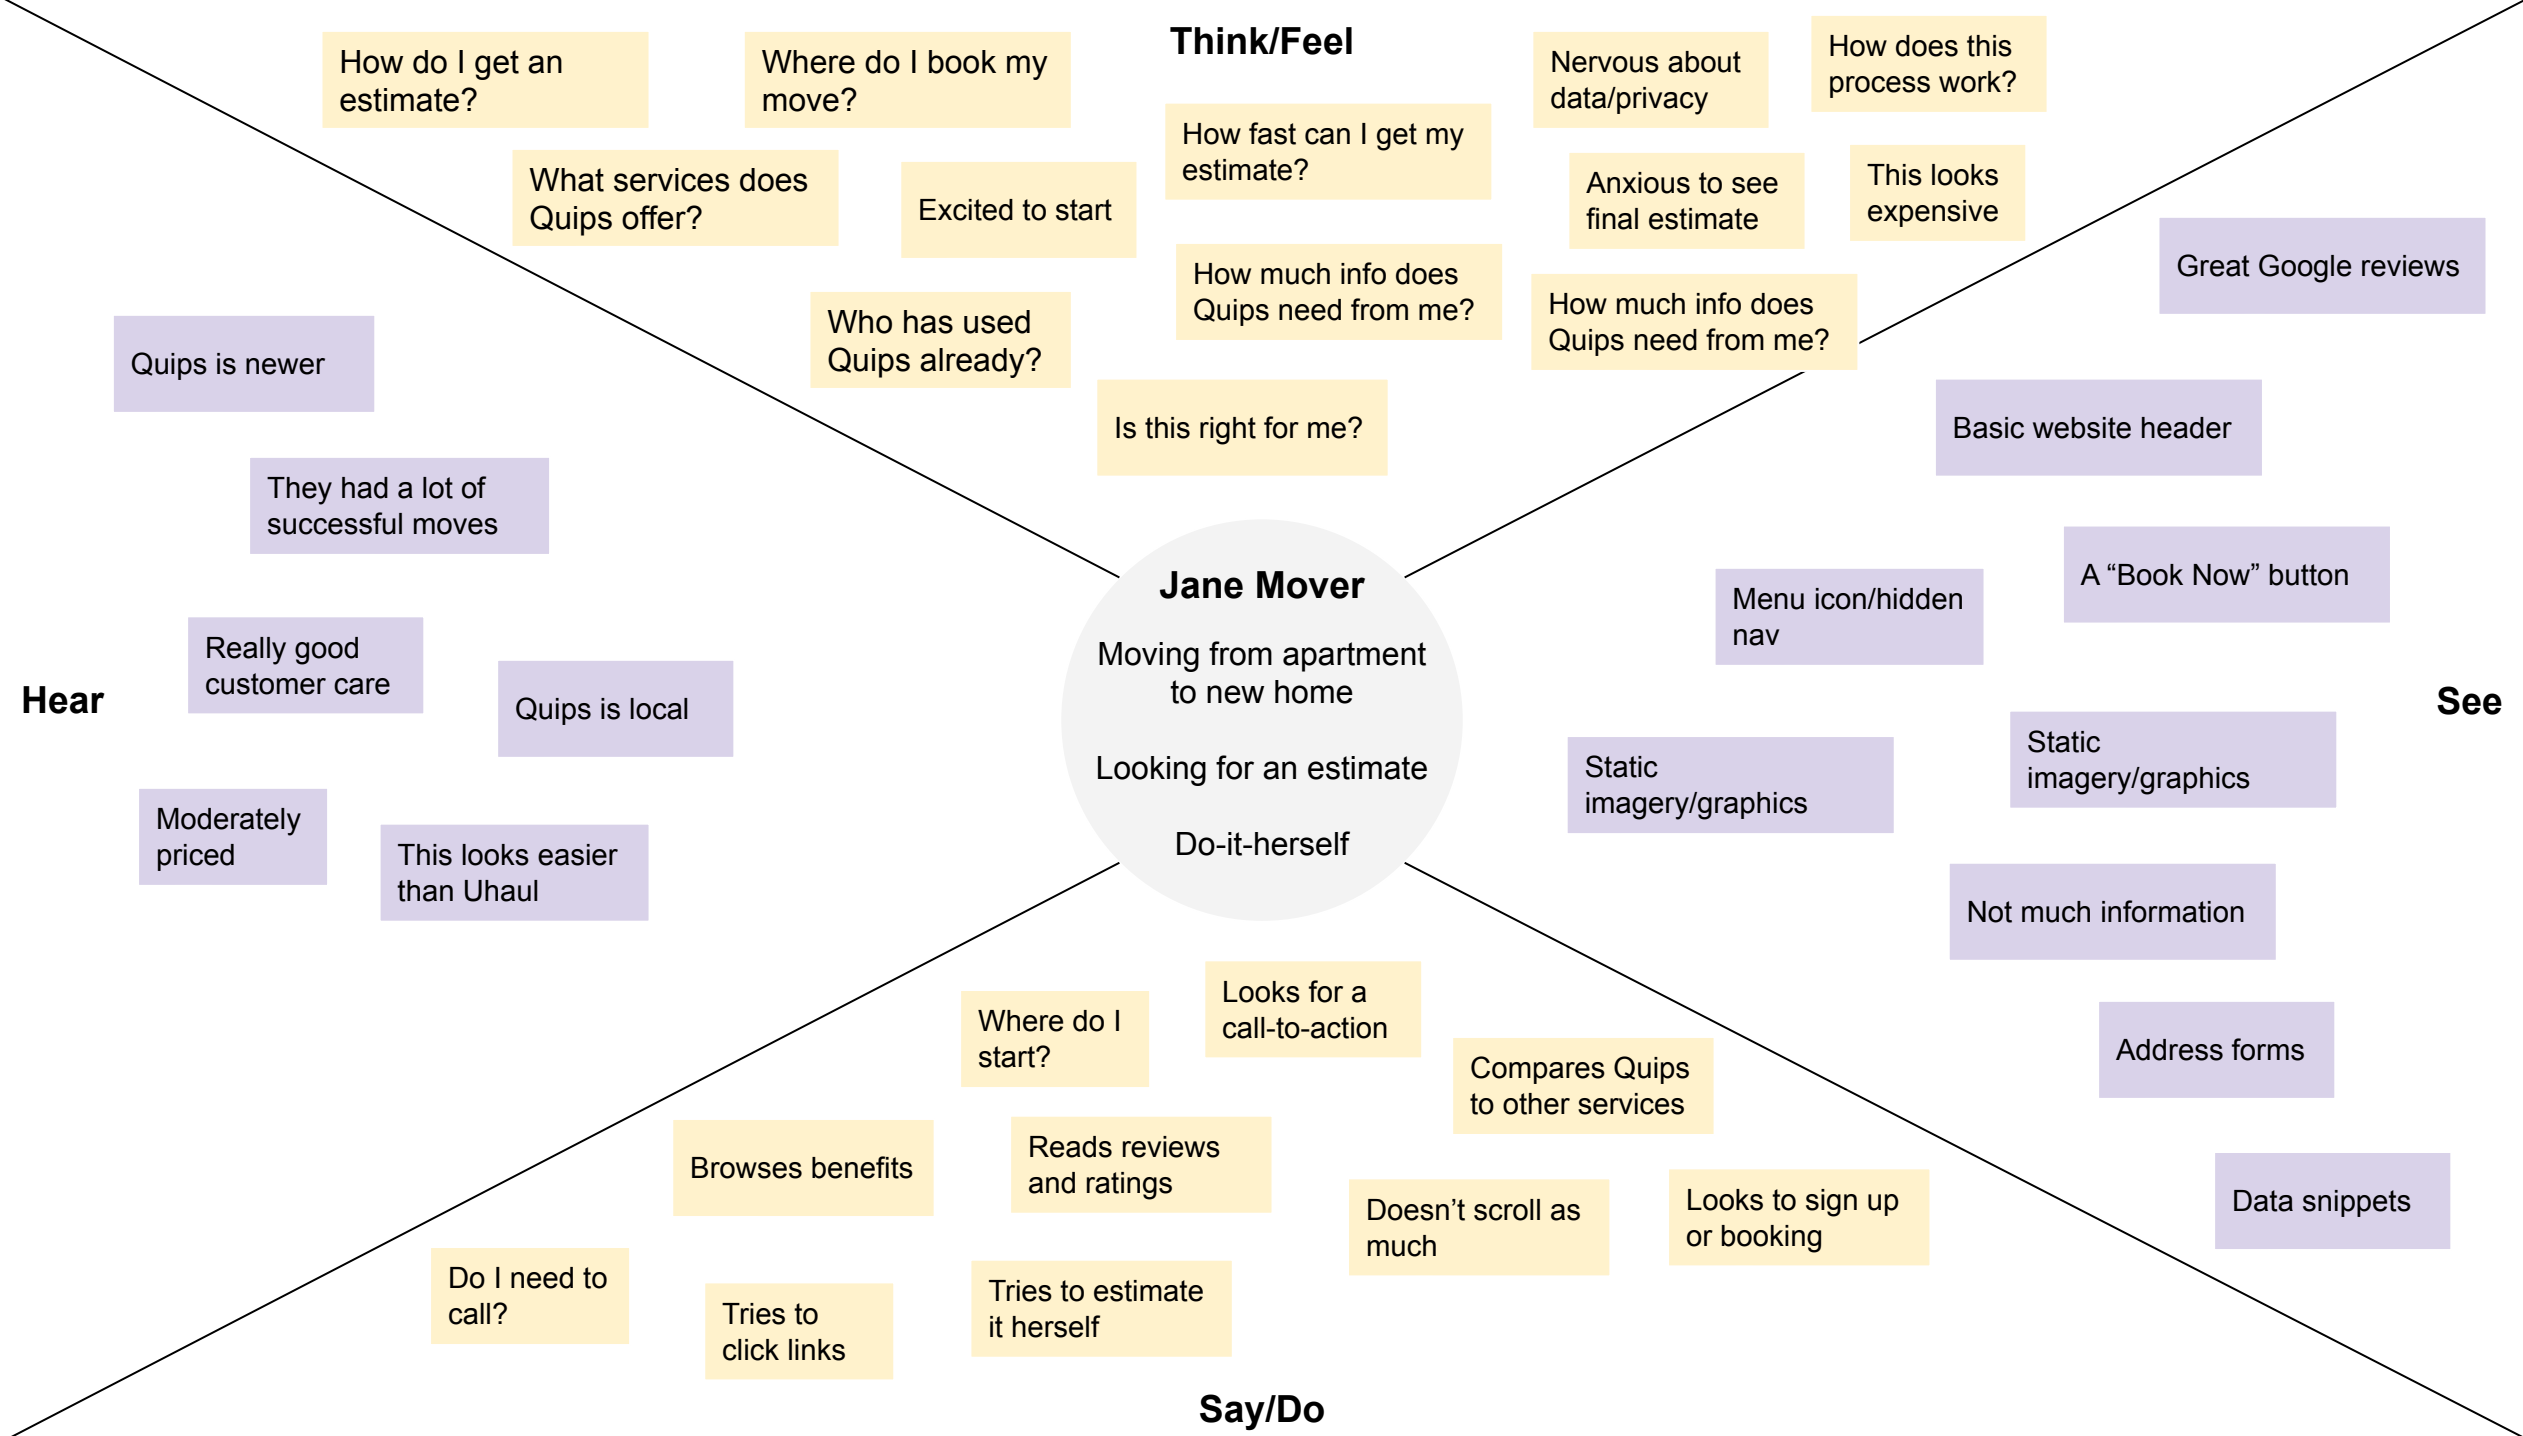 Think/Feel
How do I get an
estimate?
Where do I book my
move?
What services does
Quips offer?
Excited to start
Who has used
Quips already?
How fast can I get my
estimate?
How much info does
Quips need from me?
Is this right for me?
Nervous about
data/privacy
How does this
process work?
Anxious to see
final estimate
This looks
expensive
How much info does
Quips need from me?
Hear
Quips is newer
They had a lot of
successful moves
Really good
customer care
Quips is local
Moderately
priced
This looks easier
than Uhaul
Jane Mover
Moving from apartment
to new home
Looking for an estimate
Do-it-herself
See
Great Google reviews
Basic website header
A “Book Now” button
Menu icon/hidden
nav
Static
imagery/graphics
Static
imagery/graphics
Not much information
Address forms
Data snippets
Where do I
start?
Looks for a
call-to-action
Compares Quips
to other services
Browses benefits
Reads reviews
and ratings
Doesn’t scroll as
much
Looks to sign up
or booking
Do I need to
call?
Tries to
click links
Tries to estimate
it herself
Say/Do